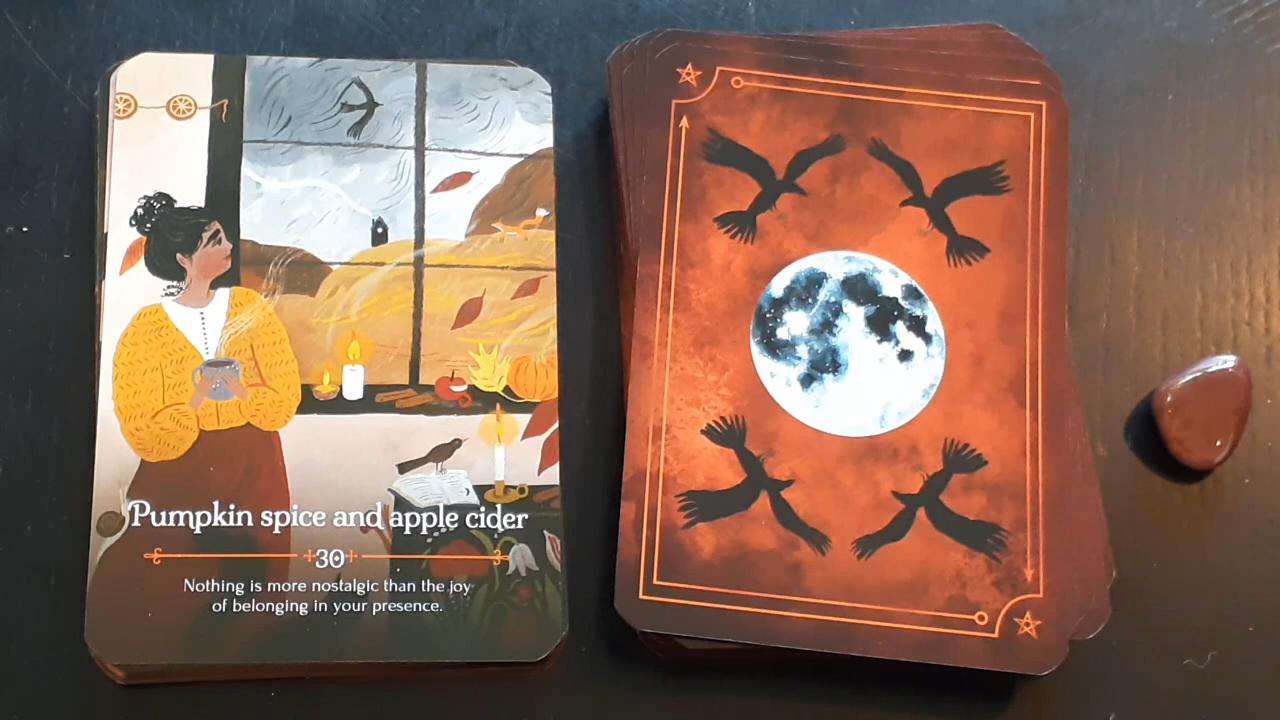 Pumpkin spice and apple cider
30
Nothing is more nostalgic than the joy
of belonging in your presence.